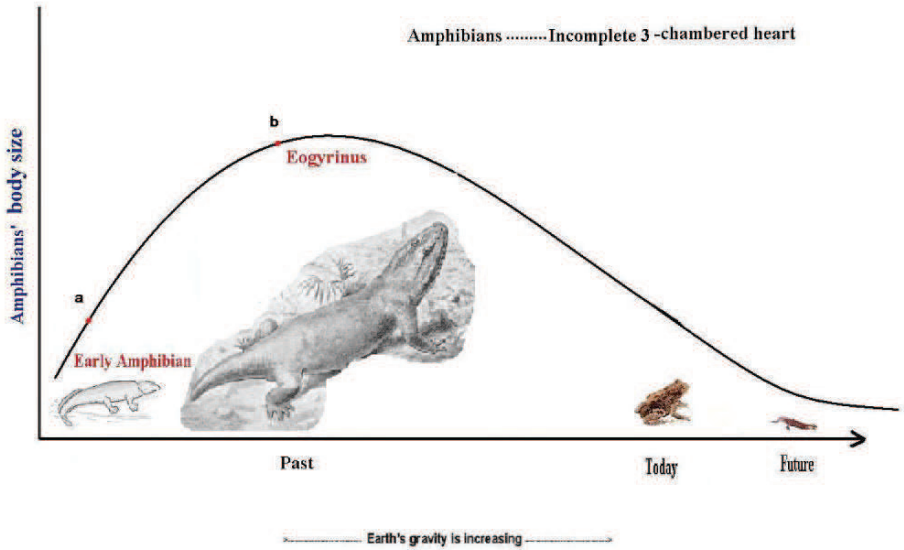 Amphibians ......... Incomplete 3 -chambered heart
b
Eogyrinus
Amphibians' body size
a
Early Amphibian
Past
Today
Future
Earth's gravity is increasing